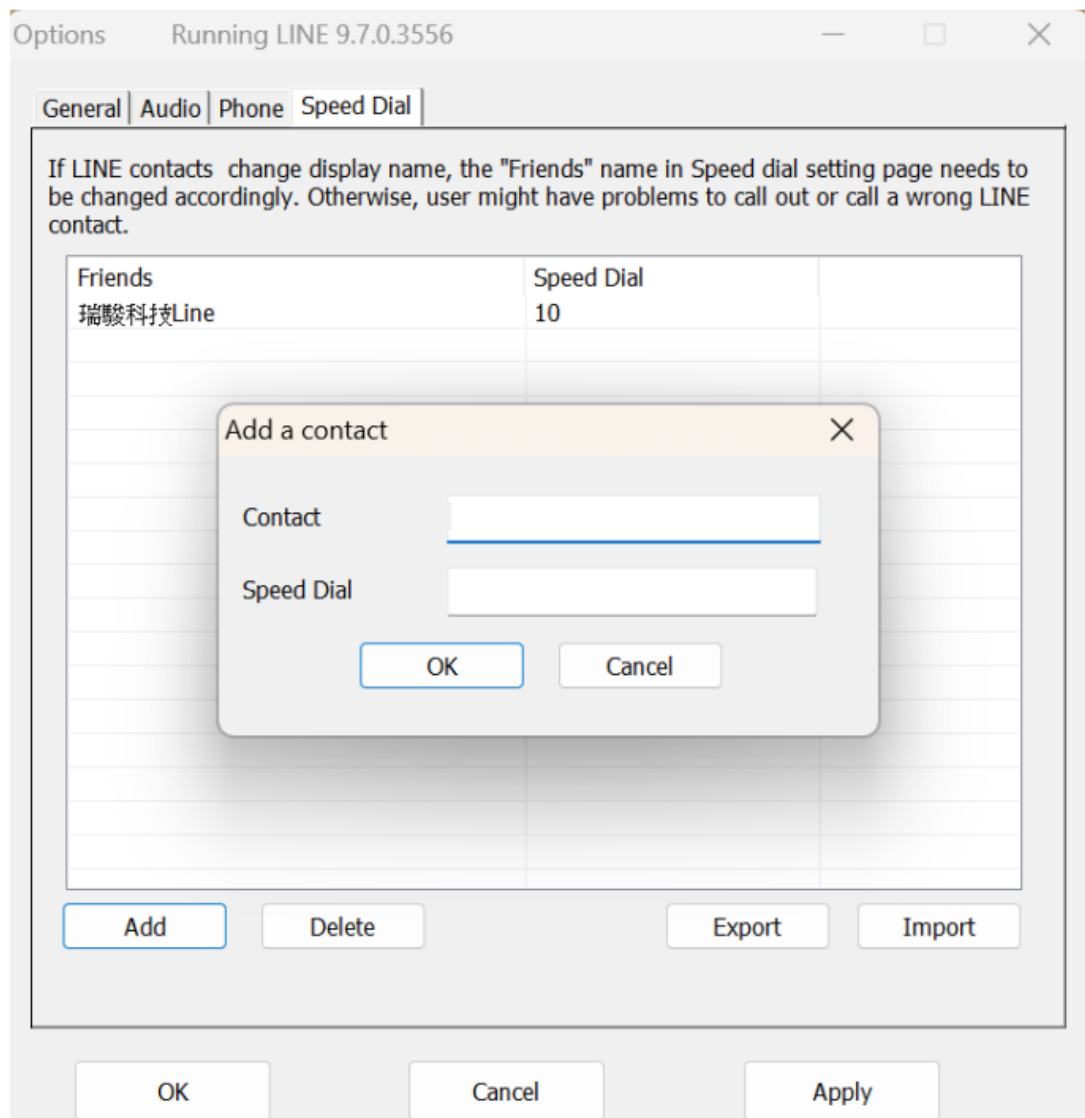 Options Running LINE 9.7.0.3556
General Audio Phone Speed Dial
If LINE contacts change display name, the "Friends" name in Speed dial setting page needs to
be changed accordingly. Otherwise, user might have problems to call out or call a wrong LINE
contact.
Friends Speed Dial
瑞駿科技Line 10
Add a contact
Contact
Speed Dial
OK Cancel
Add Delete Export Import
OK Cancel Apply